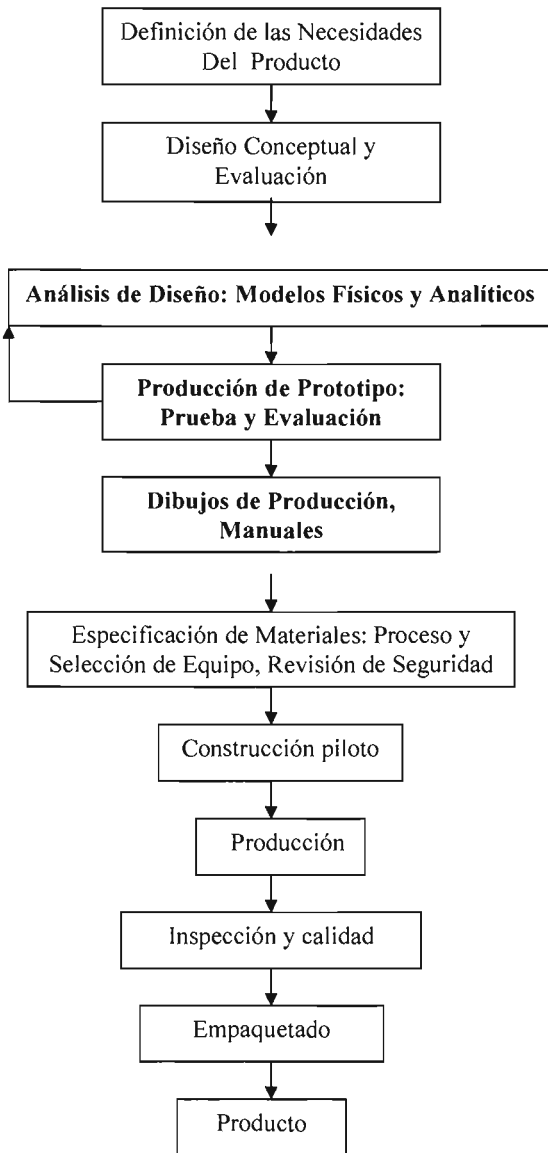 Definición de las Necesidades
Del Producto
Diseño Conceptual y
Evaluación
Análisis de Diseño: Modelos Físicos y Analíticos
Producción de Prototipo:
Prueba y Evaluación
Dibujos de Producción,
Manuales
Especificación de Materiales: Proceso y
Selección de Equipo, Revisión de Seguridad
Construcción piloto
Producción
Inspección y calidad
Empaquetado
Producto